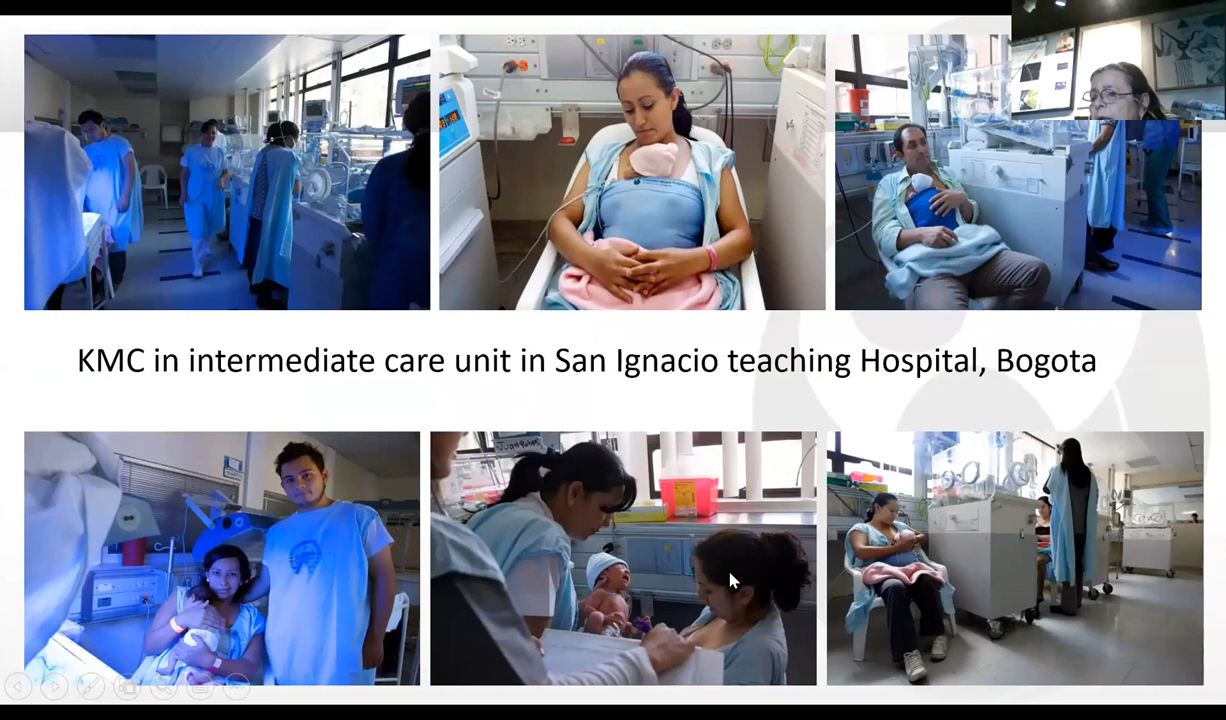 KMC in intermediate care unit in San Ignacio teaching Hospital, Bogota